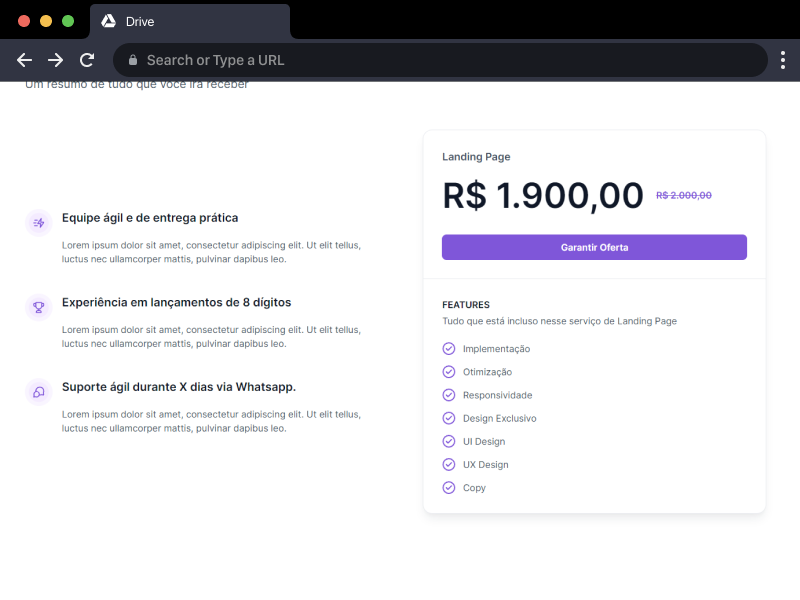 Drive
Search or Type a URL
Um resumo de tudo que você irá receber
Equipe ágil e de entrega prática
Lorem ipsum dolor sit amet, consectetur adipiscing elit. Ut elit tellus,
luctus nec ullamcorper mattis, pulvinar dapibus leo.
Experiência em lançamentos de 8 dígitos
Lorem ipsum dolor sit amet, consectetur adipiscing elit. Ut elit tellus,
luctus nec ullamcorper mattis, pulvinar dapibus leo.
Suporte ágil durante X dias via Whatsapp.
Lorem ipsum dolor sit amet, consectetur adipiscing elit. Ut elit tellus,
luctus nec ullamcorper mattis, pulvinar dapibus leo.
Landing Page
R$ 1.900,00 R$ 2.000,00
Garantir Oferta
FEATURES
Tudo que está incluso nesse serviço de Landing Page
Implementação
Otimização
Responsividade
Design Exclusivo
UI Design
UX Design
Copy